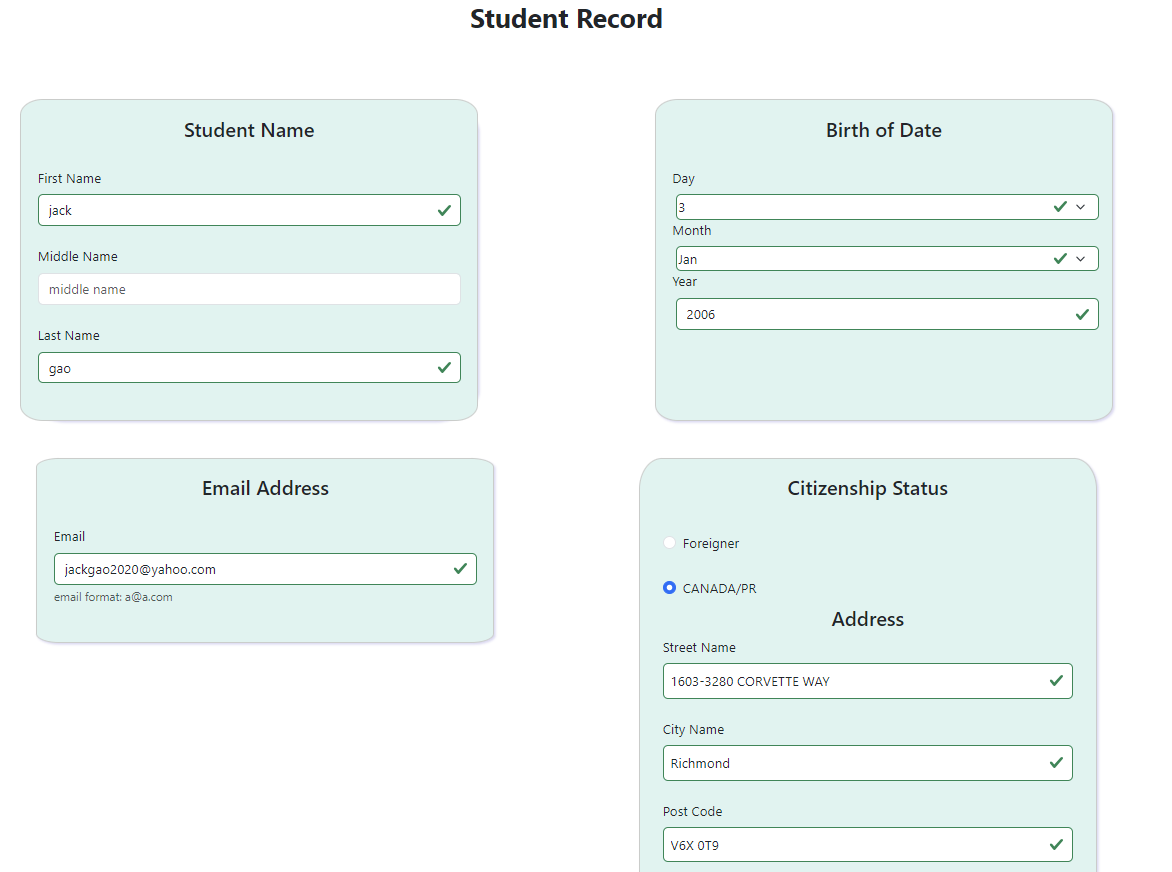 Student Record
Student Name
First Name
jack
Middle Name
middle name
Last Name
gao
Birth of Date
Day
3
Month
Jan
Year
2006
Email Address
Email
jackgao2020@yahoo.com
email format: a@a.com
Citizenship Status
Foreigner
CANADA/PR
Address
Street Name
1603-3280 CORVETTE WAY
City Name
Richmond
Post Code
V6X 0T9